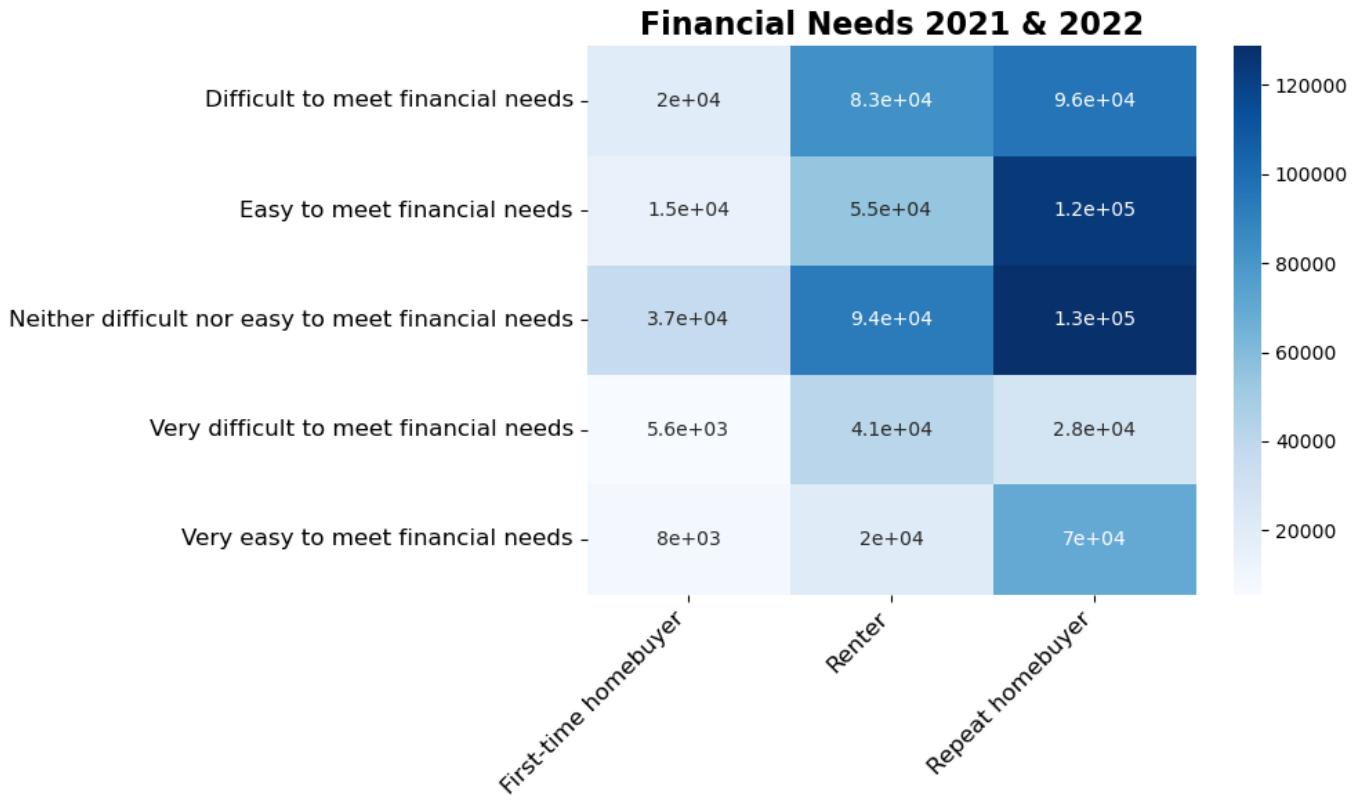 Financial Needs 2021 & 2022
Difficult to meet financial needs
2e+04
8.3e+04
9.6e+04
Easy to meet financial needs
1.5e+04
5.5e+04
1.2e+05
Neither difficult nor easy to meet financial needs
3.7e+04
9.4e+04
1.3e+05
Very difficult to meet financial needs
5.6e+03
4.1e+04
2.8e+04
Very easy to meet financial needs
8e+03
2e+04
7e+04
First-time homebuyer
Renter
Repeat homebuyer
120000
100000
80000
60000
40000
20000